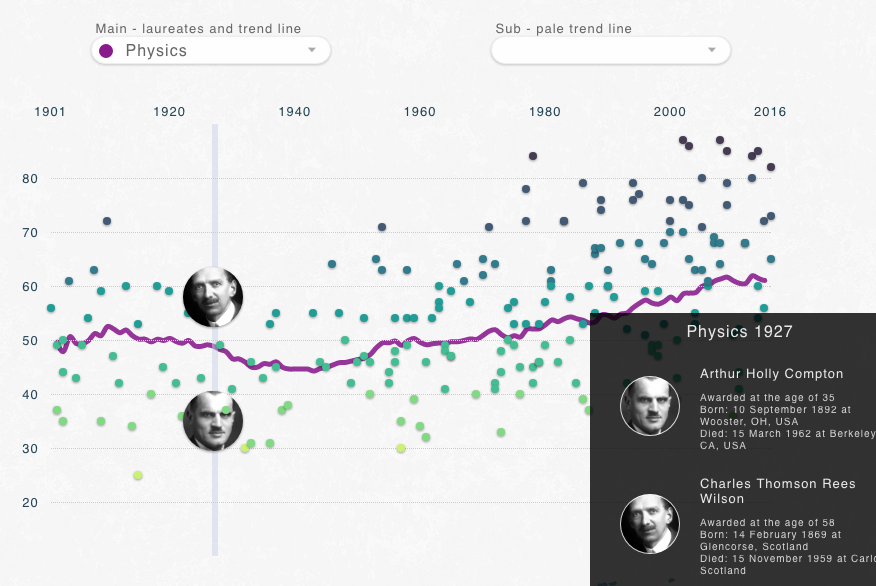 Main - laureates and trend line
Sub - pale trend line
Physics
1901 1920 1940 1960 1980 2000 2016
80
70
60
50
40
30
20
Physics 1927
Arthur Holly Compton
Awarded at the age of 35
Born: 10 September 1892 at
Wooster, OH, USA
Died: 15 March 1962 at Berkeley
CA, USA
Charles Thomson Rees
Wilson
Awarded at the age of 58
Born: 14 February 1869 at
Glencorse, Scotland
Died: 15 November 1959 at
Scotland